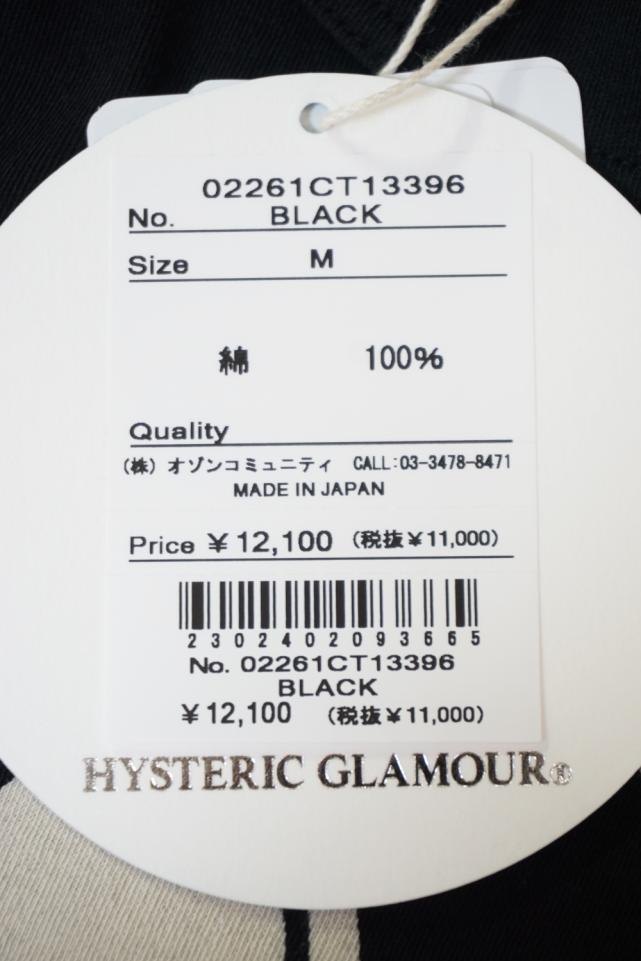 02261CT13396
No. BLACK
Size M
綿 100%
Quality
(株) オゾンコミュニティ CALL:03-3478-8471
MADE IN JAPAN
Price ¥12,100 (税抜¥11,000)
2302402093665
No. 02261CT13396
BLACK
¥12,100 (税抜¥11,000)
HYSTERIC GLAMOUR®